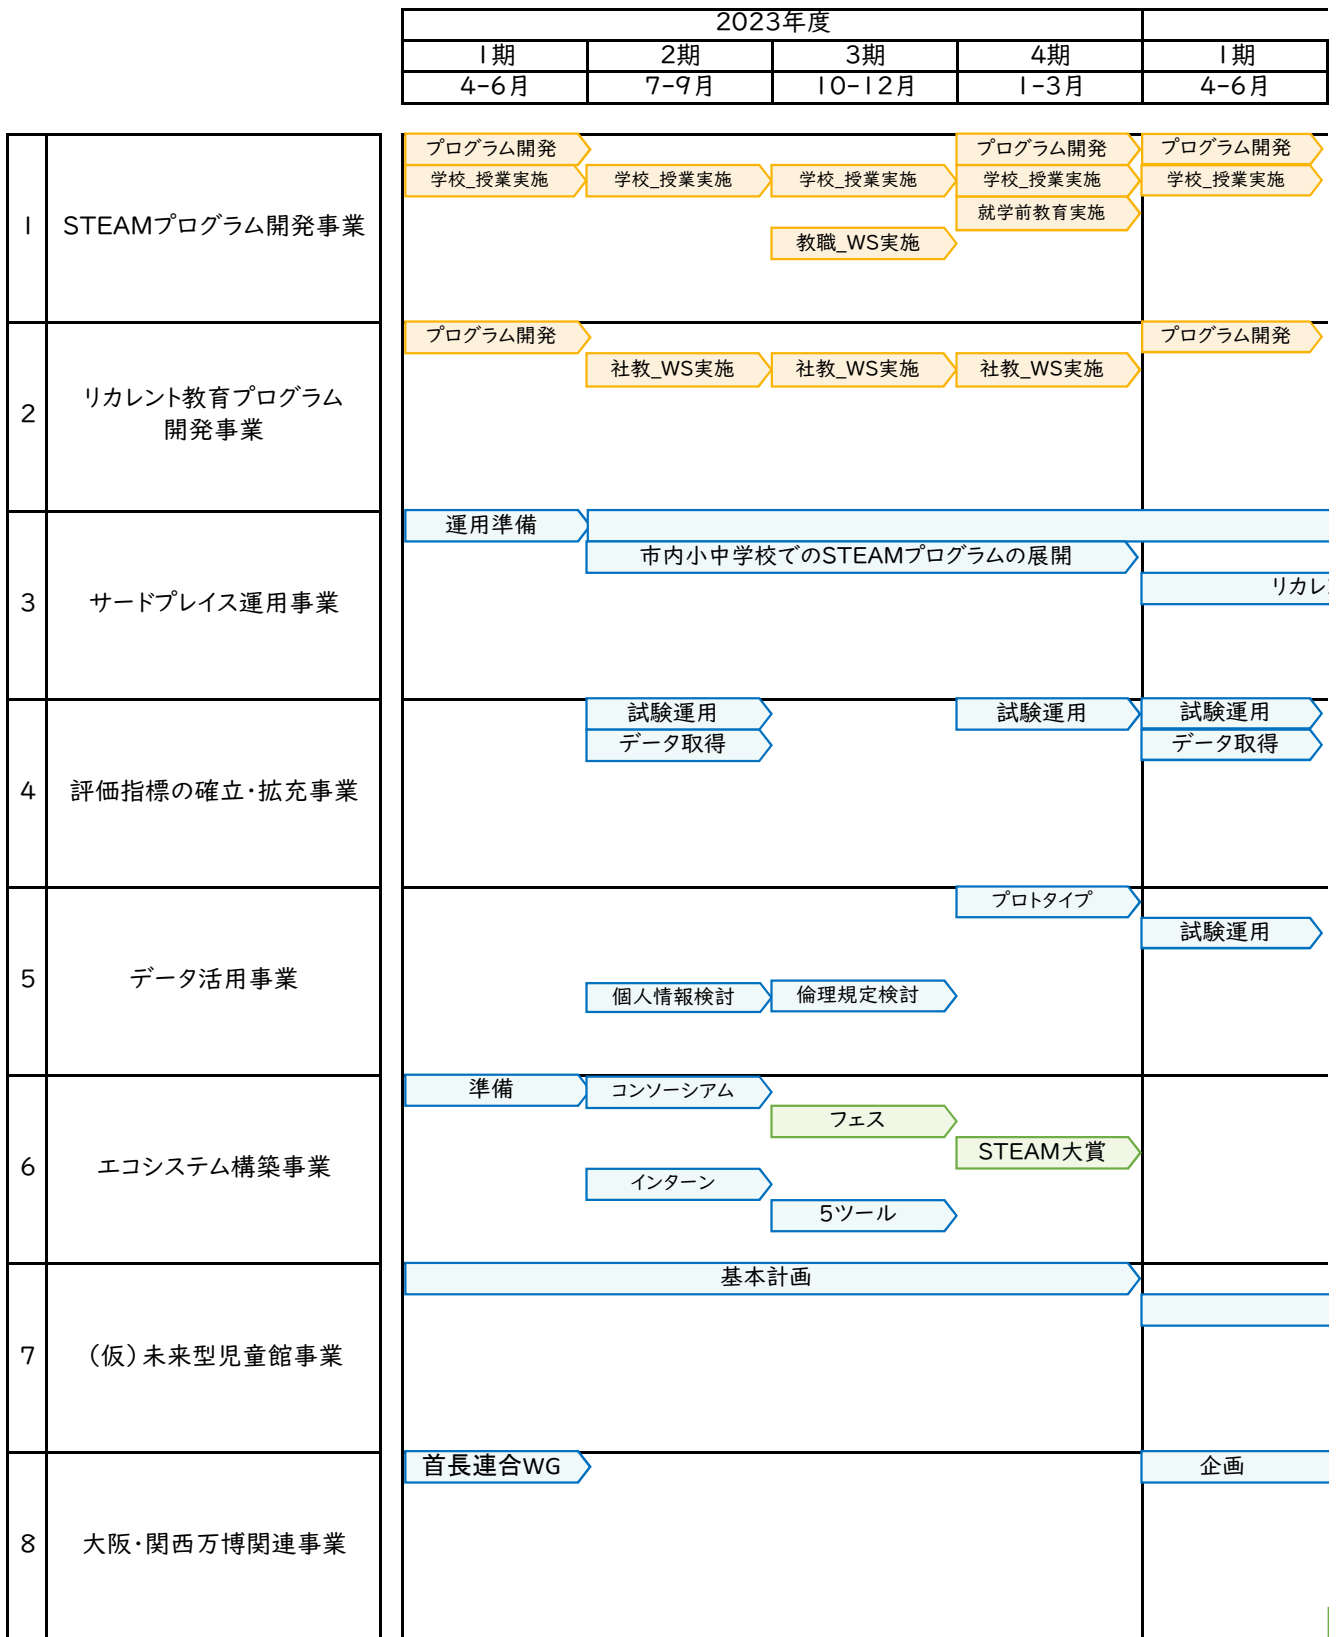 2023年度
1期 2期 3期 4期 1期
4-6月 7-9月 10-12月 1-3月 4-6月
プログラム開発 プログラム開発 プログラム開発
学校_授業実施 学校_授業実施 学校_授業実施 学校_授業実施 学校_授業実施
就学前教育実施
1 STEAMプログラム開発事業
教職_WS実施
プログラム開発 プログラム開発
社教_WS実施 社教_WS実施 社教_WS実施
2 リカレント教育プログラム
開発事業
運用準備
市内小中学校でのSTEAMプログラムの展開
リカレ
3 サードプレイス運用事業
試験運用 試験運用 試験運用
データ取得 データ取得
4 評価指標の確立・拡充事業
プロトタイプ
試験運用
5 データ活用事業
個人情報検討 倫理規定検討
準備 コンソーシアム
フェス
STEAM大賞
6 エコシステム構築事業
インターン
5ツール
基本計画
7 （仮）未来型児童館事業
首長連合WG 企画
8 大阪・関西万博関連事業